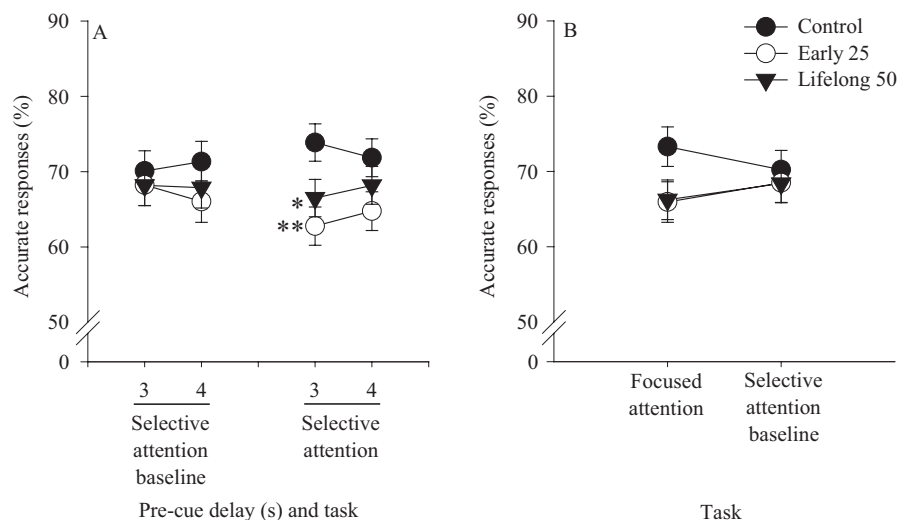 A
Accurate responses (%)
90
80
70
60
50
0
*
**
3 4 3 4
Selective
attention
baseline
Selective
attention
Pre-cue delay (s) and task
B
Control
Early 25
Lifelong 50
Accurate responses (%)
90
80
70
60
50
0
Focused
attention
Selective
attention
baseline
Task